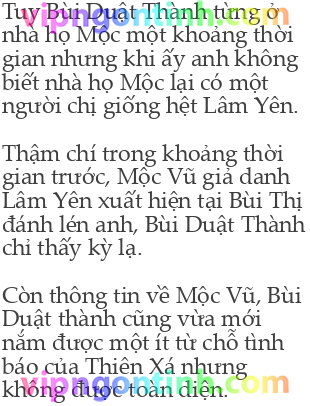 Tuy Bùi Duật Thành từng ở
nhà họ Mộc một khoảng thời
gian nhưng khi ấy anh không
biết nhà họ Mộc lại có một
người chị giống hệt Lâm Yên.

Thậm chí trong khoảng thời
gian trước, Mộc Vũ giả danh
Lâm Yên xuất hiện tại Bùi Thị
đánh lén anh, Bùi Duật Thành
chỉ thấy kỳ lạ.

Còn thông tin về Mộc Vũ, Bùi
Duật thành cũng vừa mới
nắm được một ít từ chỗ tình
báo của Thiên Xá nhưng
không được toàn diện.
vipngontinh.com
vipngontinh.com